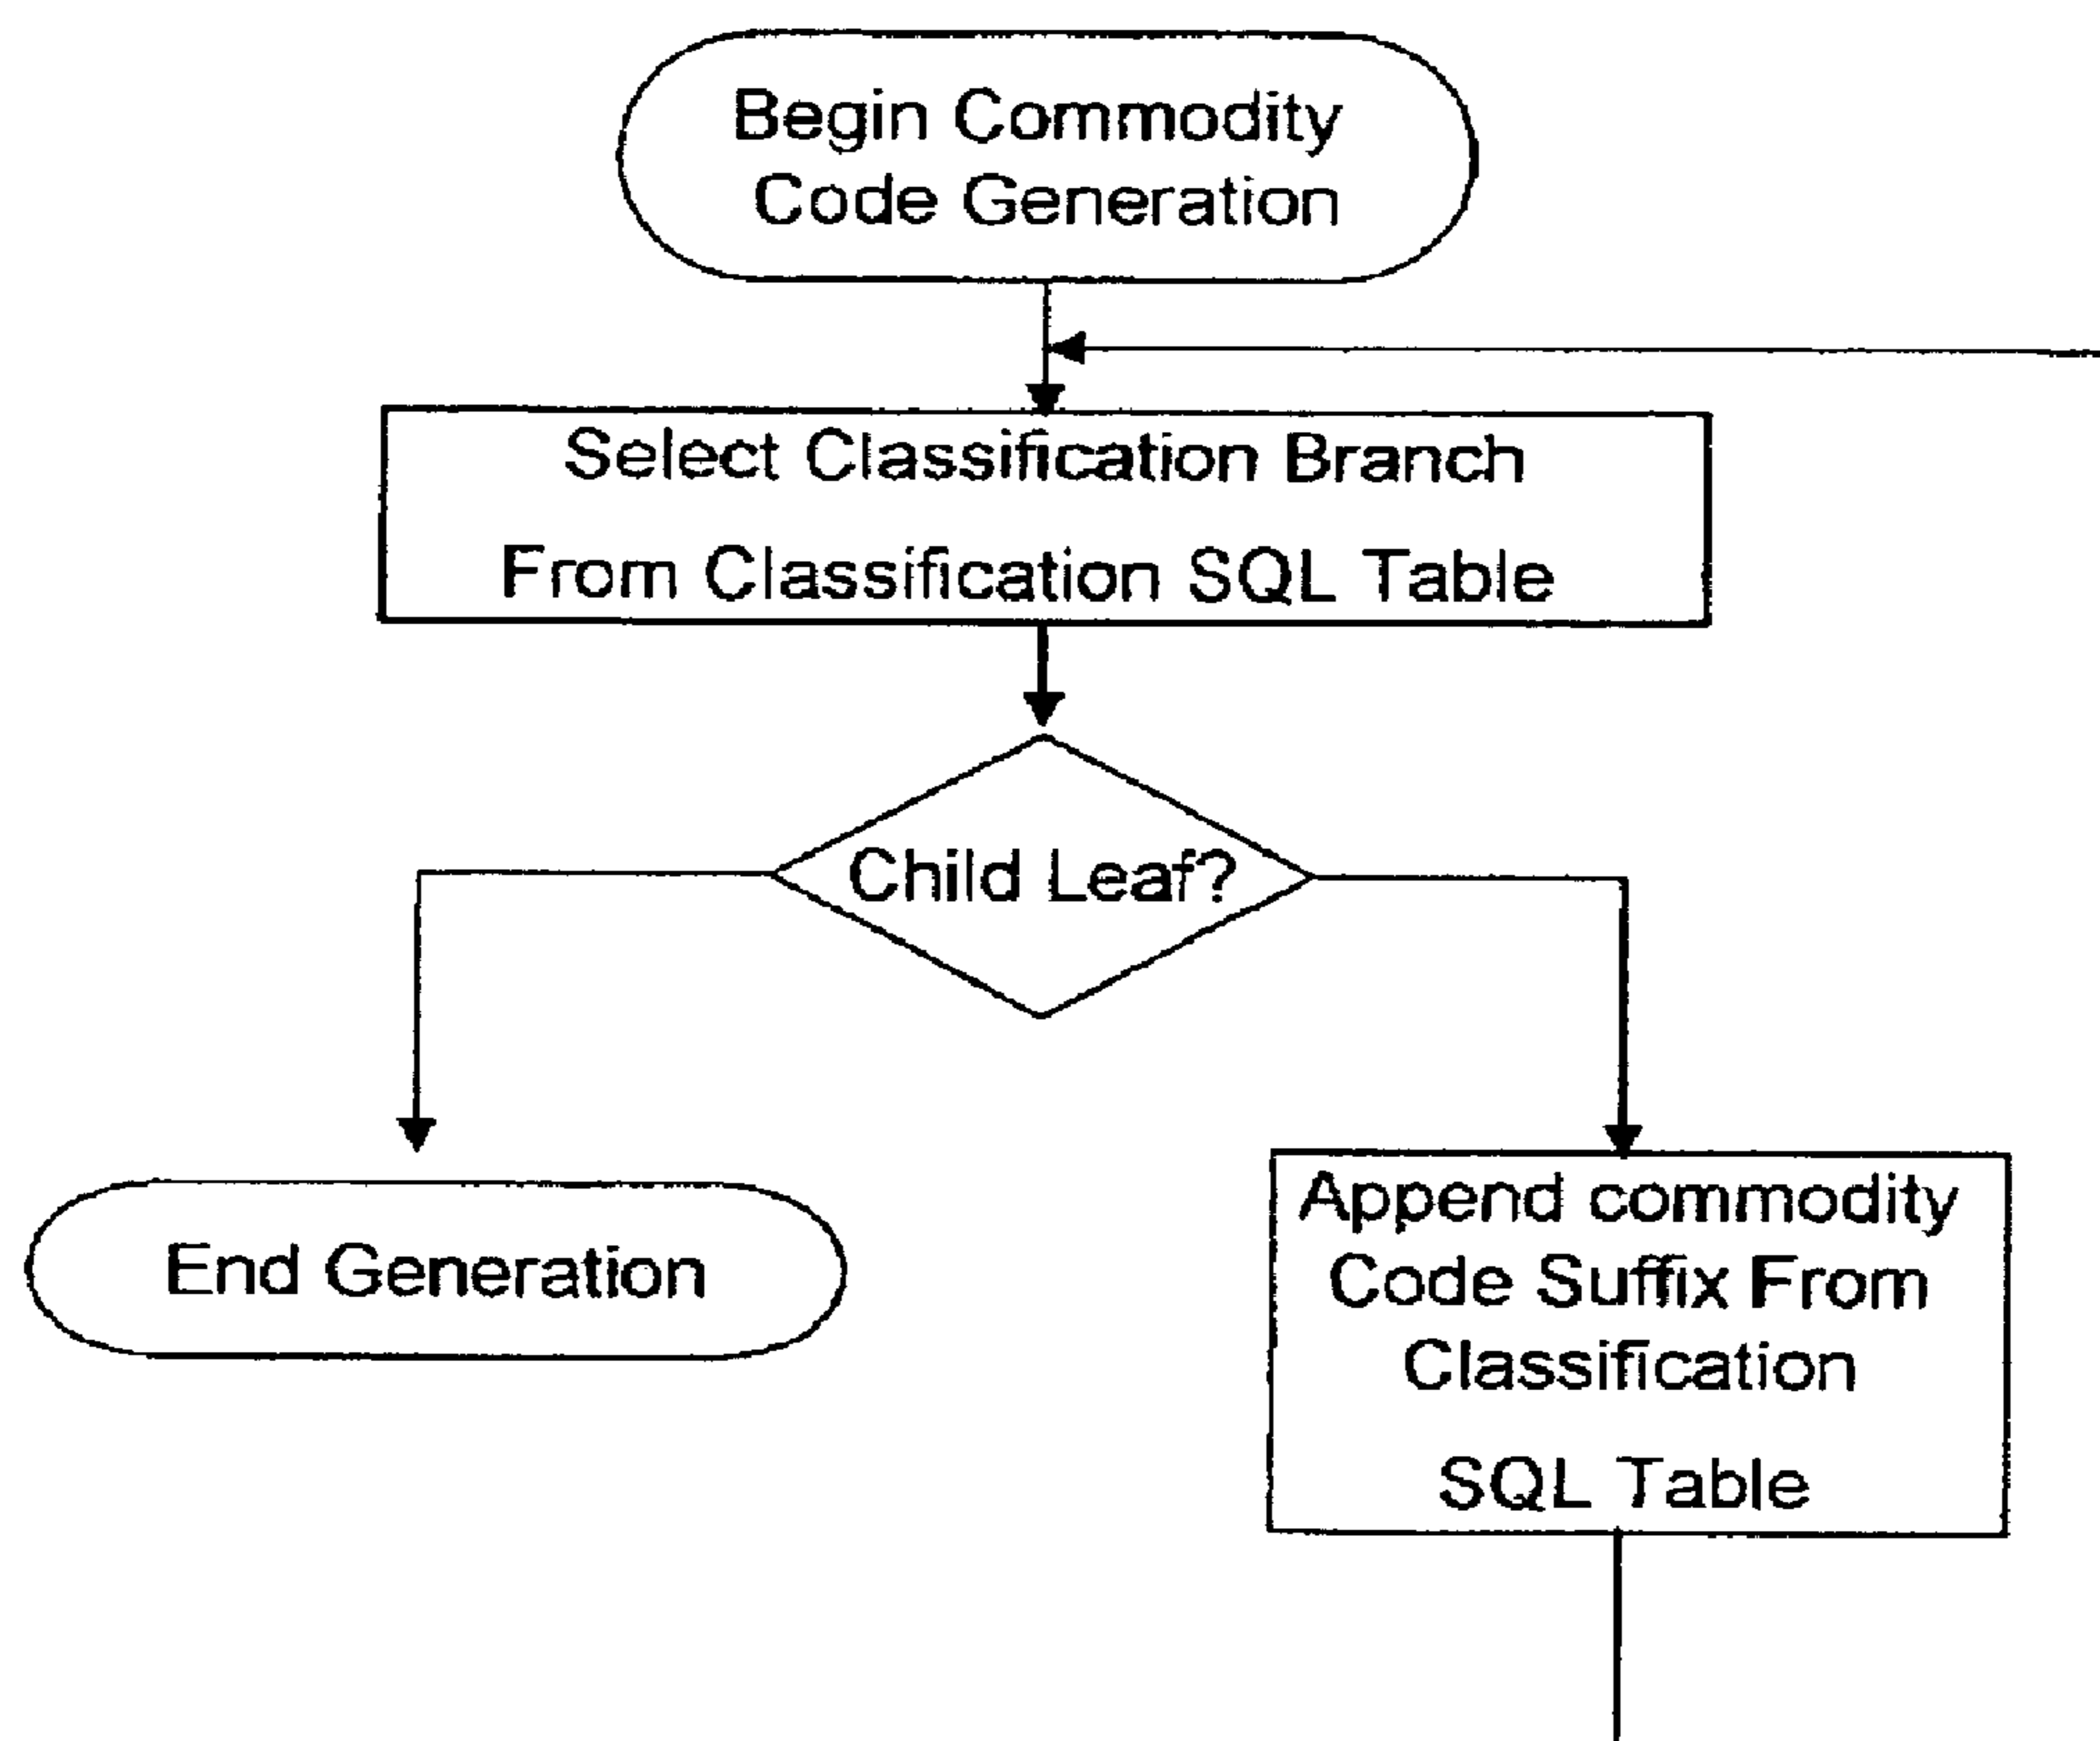 Begin Commodity
Code Generation
Select Classification Branch
From Classification SQL Table
Child Leaf?
End Generation
Append commodity
Code Suffix From
Classification
SQL Table